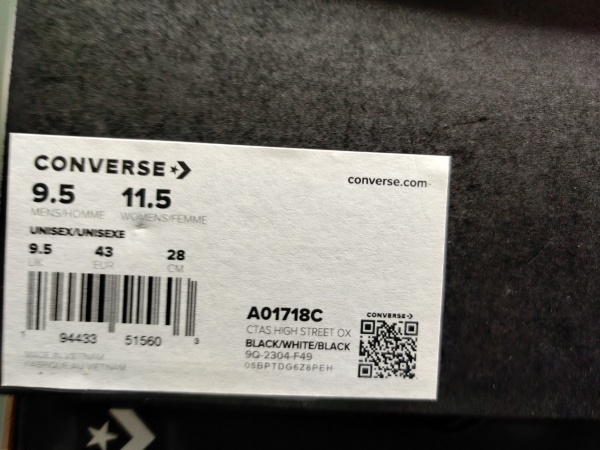 CONVERSE
converse.com
9.5 11.5
MENS/HOMME WOMENS/FEMME
UNISEX/UNISEXE
9.5 43 28
UK EUR CM
1 94433 51560 3
MADE IN VIETNAM
FABRIQUÉ AU VIETNAM
A01718C
CTAS HIGH STREET OX
BLACK/WHITE/BLACK
9Q-2304-F49
05BPTDG6Z8PEH
CONVERSE